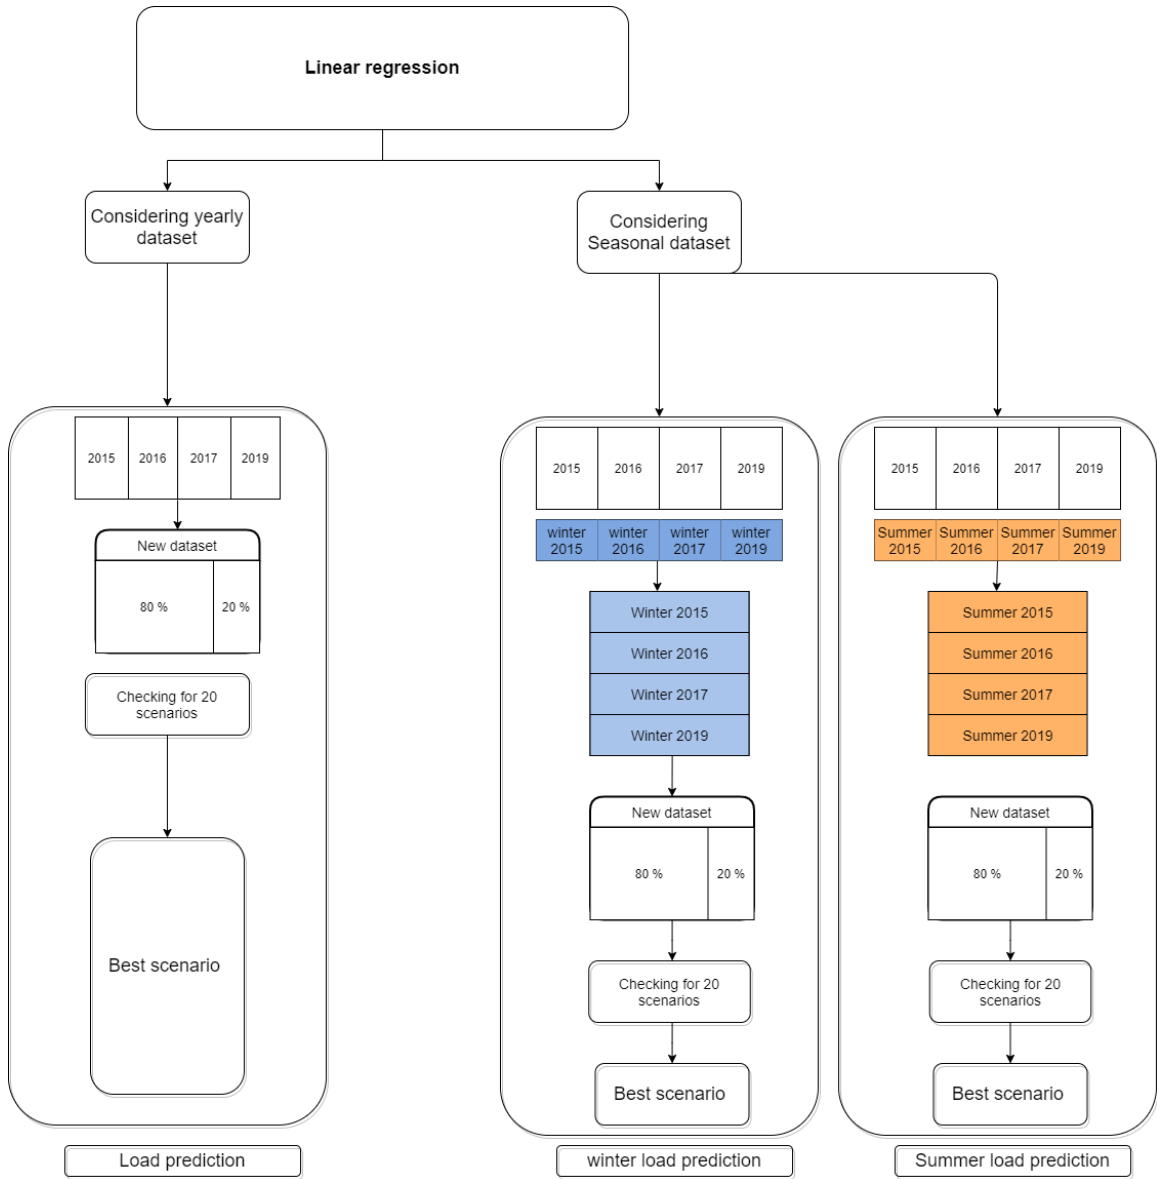 Linear regression
Considering yearly
dataset
Considering
Seasonal dataset
2015 2016 2017 2019
New dataset
80 % 20 %
Checking for 20
scenarios
Best scenario
Load prediction
2015 2016 2017 2019
winter winter winter winter
2015 2016 2017 2019
Winter 2015
Winter 2016
Winter 2017
Winter 2019
New dataset
80 % 20 %
Checking for 20
scenarios
Best scenario
winter load prediction
2015 2016 2017 2019
Summer Summer Summer Summer
2015 2016 2017 2019
Summer 2015
Summer 2016
Summer 2017
Summer 2019
New dataset
80 % 20 %
Checking for 20
scenarios
Best scenario
Summer load prediction